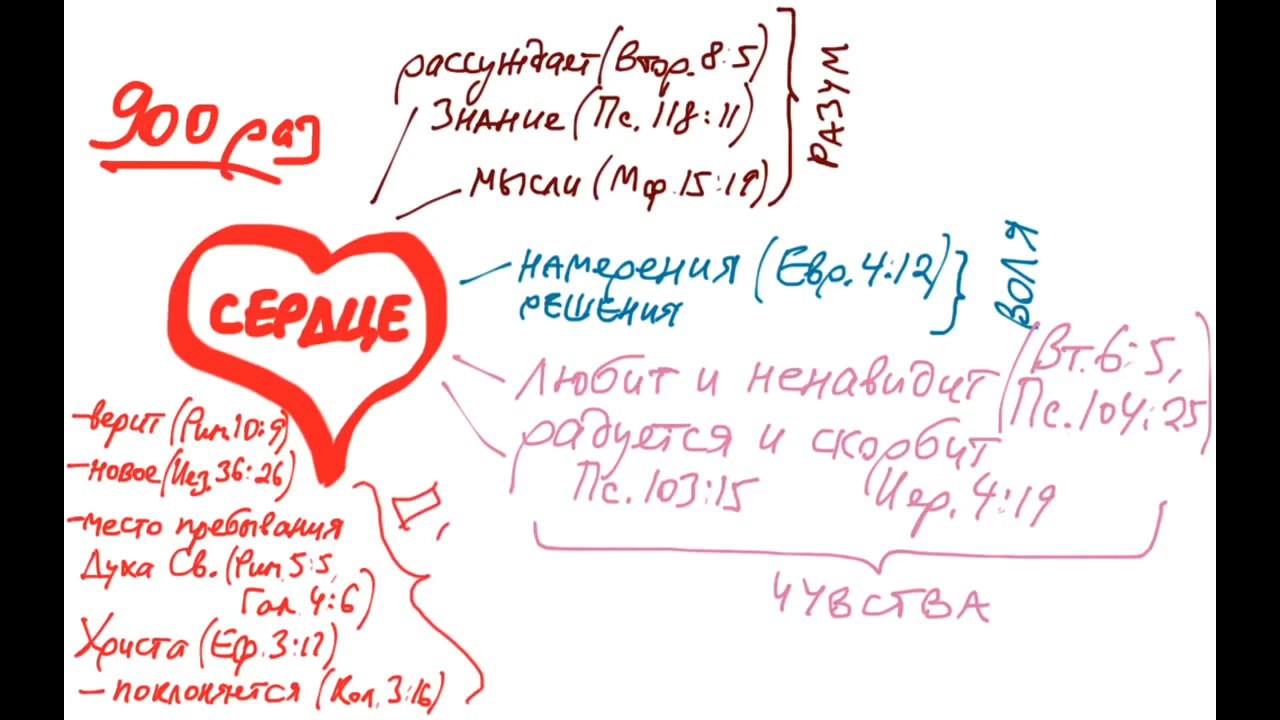 900 раз
рассуждает (Втор. 8:5)
Знание (Пс. 118:11)
мысли (Мф. 15:19)
РАЗУМ
СЕРДЦЕ
намерения (Евр. 4:12)
РЕШЕНИЯ
ВОЛЯ
любит и ненавидит (Вт. 6:5,
Пс. 104:25)
радуется и скорбит
Пс. 103:15 Иер. 4:19
ЧУВСТВА
-верит (Рим 10:9)
-новое (Иез. 36:26)
-место пребывания
Духа Св. (Рим. 5:5,
Гал. 4:6)
Христа (Еф. 3:17)
- поклоняется (Кол. 3:16)